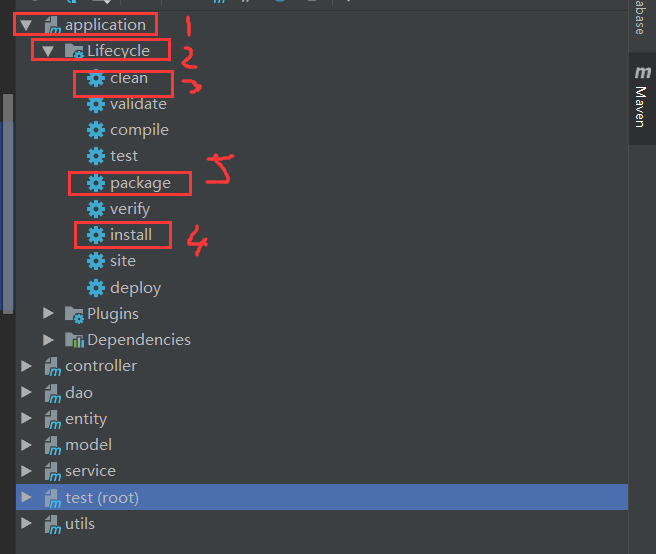 application 1
Lifecycle 2
clean 3
validate
compile
test
package 5
verify
install 4
site
deploy
Plugins
Dependencies
controller
dao
entity
model
service
test (root)
utils
abase
Maven